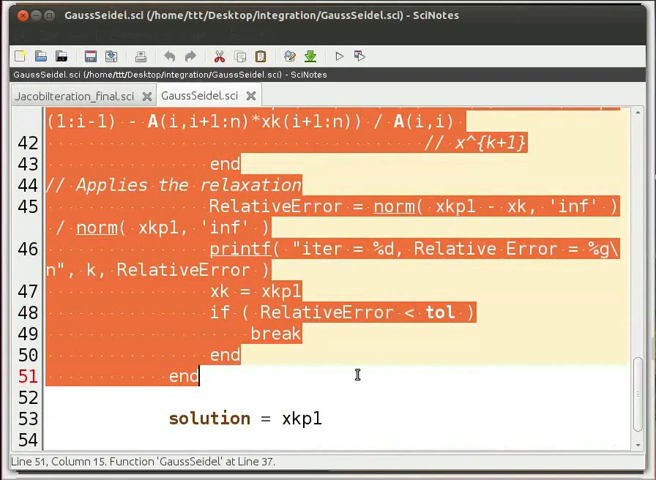 GaussSeidel.sci (/home/ttt/Desktop/integration/GaussSeidel.sci) - SciNotes
GaussSeidel.sci (/home/ttt/Desktop/integration/GaussSeidel.sci) - SciNotes
JacobiIteration_final.sci GaussSeidel.sci
(1:i-1) - A(i,i+1:n)*xk(i+1:n)) / A(i,i)
42 // x^{k+1}
43 end
44 // Applies the relaxation
45 RelativeError = norm( xkp1 - xk, 'inf' )
/ norm( xkp1, 'inf' )
46 printf( "iter = %d, Relative Error = %g\
n", k, RelativeError )
47 xk = xkp1
48 if ( RelativeError < tol )
49 break
50 end
51 end
52
53 solution = xkp1
54
Line 51, Column 15. Function 'GaussSeidel' at Line 37.